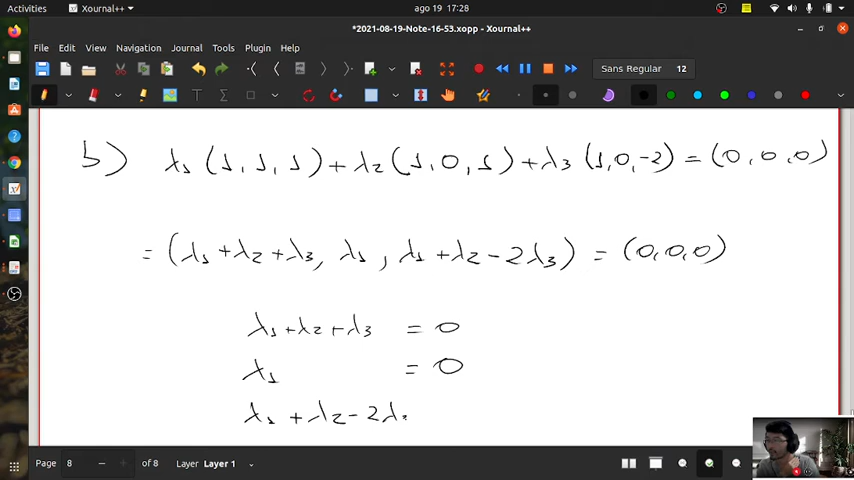 Activities
Xournal++
ago 19 17:28
*2021-08-19-Note-16-53.xopp - Xournal++
File Edit View Navigation Journal Tools Plugin Help
Sans Regular 12
b) λ1 (1,1,1) + λ2 (1,0,1) + λ3 (1,0,-2) = (0,0,0)
= (λ1 + λ2 + λ3, λ1, λ1 + λ2 - 2λ3) = (0,0,0)
λ1 + λ2 + λ3 = 0
λ1 = 0
λ1 + λ2 - 2λ
Page 8 of 8 Layer Layer 1